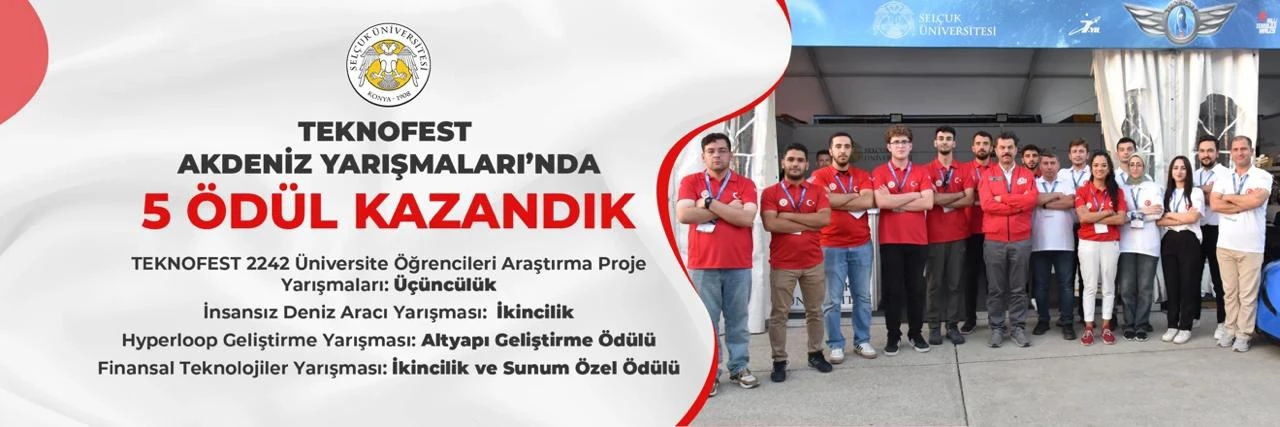 SELÇUK ÜNİVERSİTESİ
KONYA - 1908
TEKNOFEST
AKDENİZ YARIŞMALARI'NDA
5 ÖDÜL KAZANDIK
TEKNOFEST 2242 Üniversite Öğrencileri Araştırma Proje
Yarışmaları: Üçüncülük
İnsansız Deniz Aracı Yarışması: İkincilik
Hyperloop Geliştirme Yarışması: Altyapı Geliştirme Ödülü
Finansal Teknolojiler Yarışması: İkincilik ve Sunum Özel Ödülü
SELÇUK
ÜNİVERSİTESİ